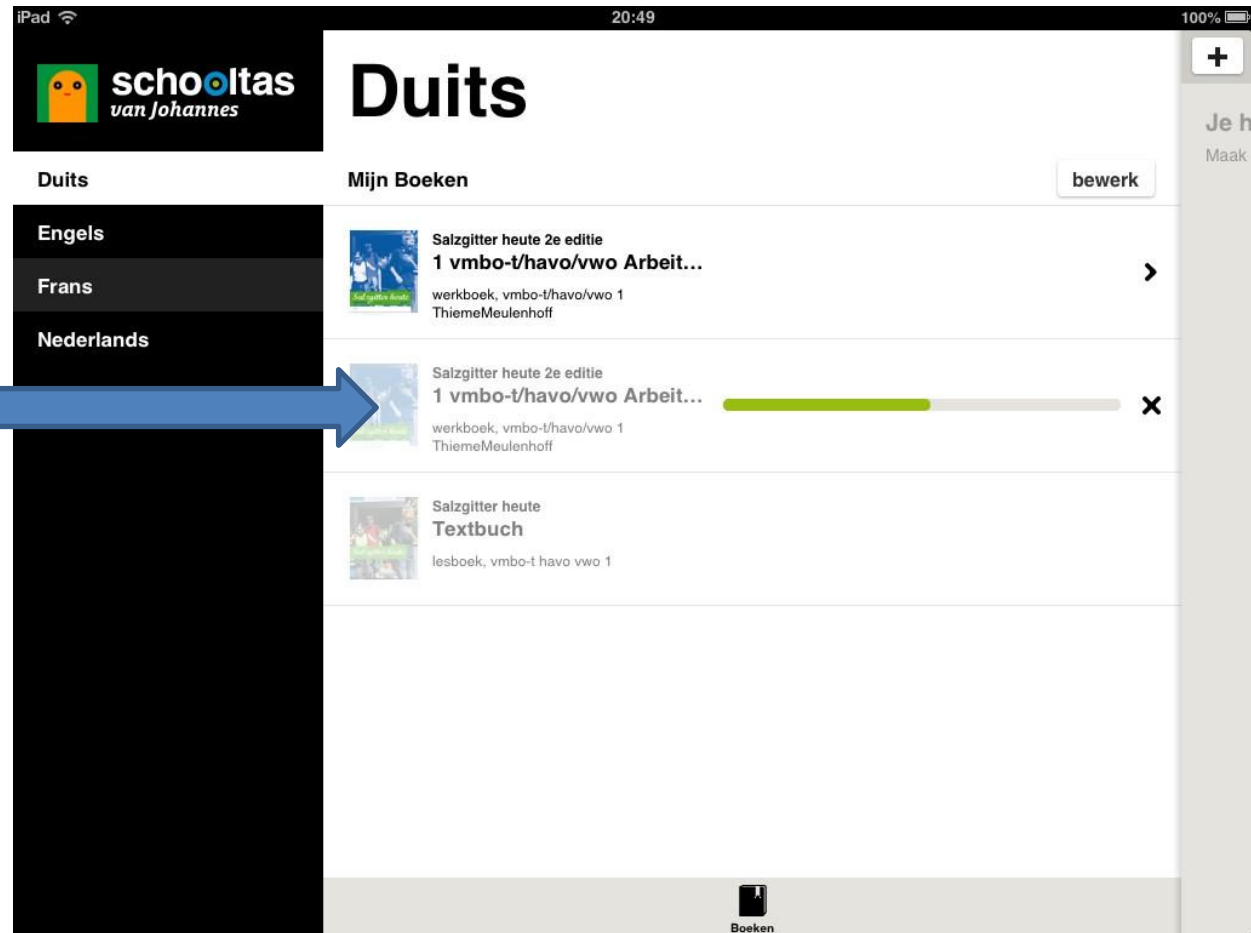 iPad 20:49 100%
schooltas
van Johannes
Duits
Engels
Frans
Nederlands
Duits
Mijn Boeken bewerk
Salzgitter heute 2e editie
1 vmbo-t/havo/vwo Arbeit...
werkboek, vmbo-t/havo/vwo 1
ThiemeMeulenhoff
Salzgitter heute 2e editie
1 vmbo-t/havo/vwo Arbeit...
werkboek, vmbo-t/havo/vwo 1
ThiemeMeulenhoff
Salzgitter heute
Textbuch
lesboek, vmbo-t havo vwo 1
Boeken
+
Je h
Maak